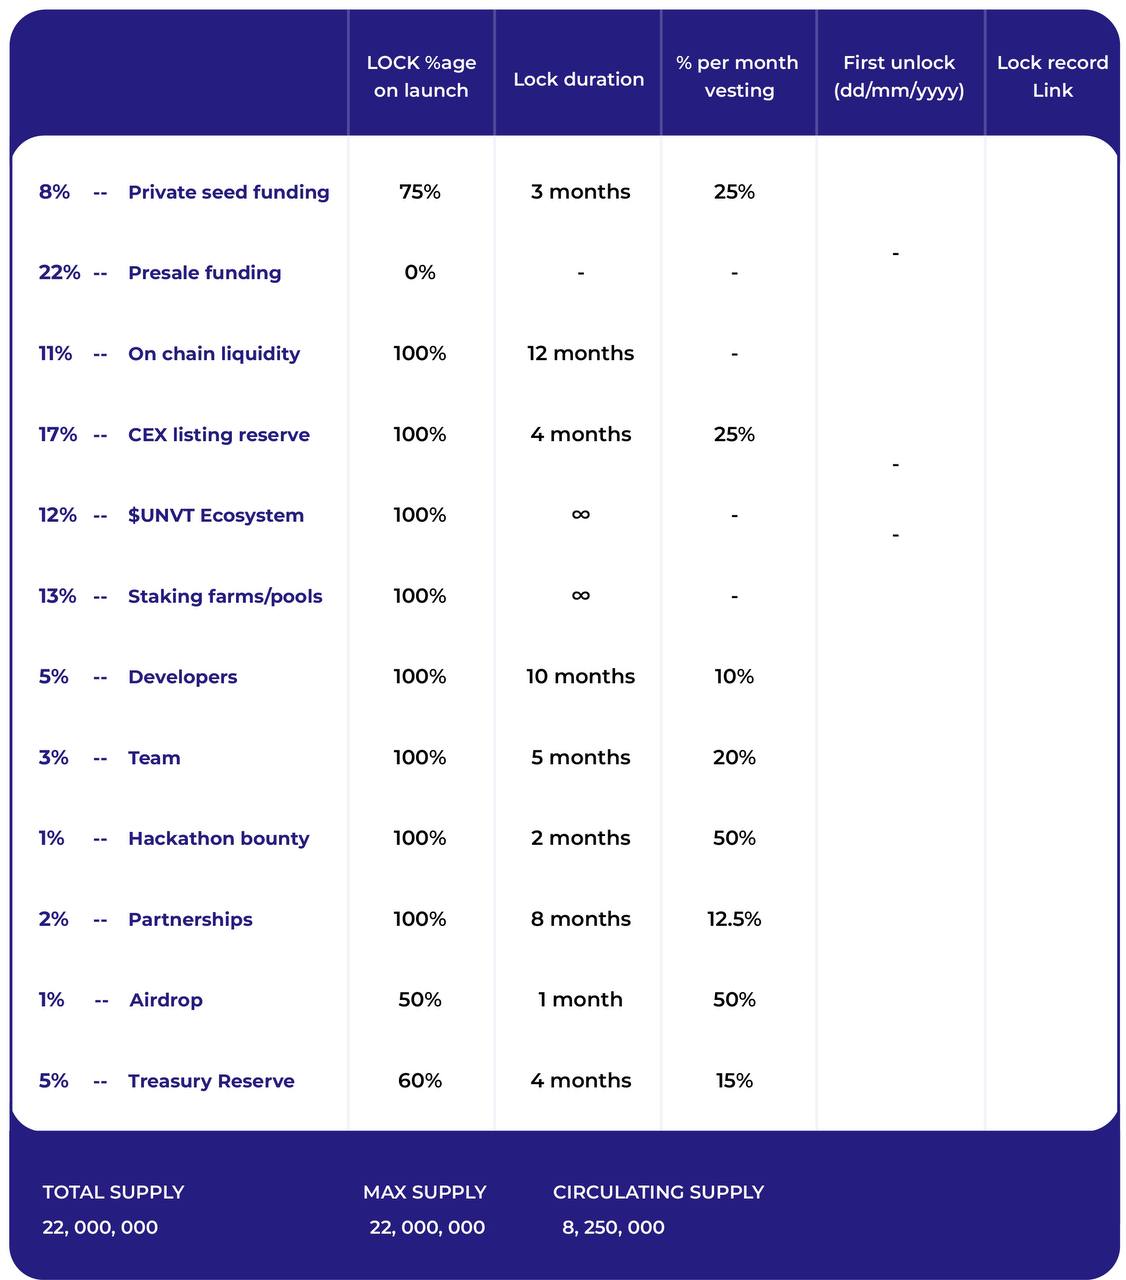 LOCK %age
on launch
Lock duration
% per month
vesting
First unlock
(dd/mm/yyyy)
Lock record
Link
8% -- Private seed funding 75% 3 months 25%
-
22% -- Presale funding 0% - -
11% -- On chain liquidity 100% 12 months -
17% -- CEX listing reserve 100% 4 months 25%
-
12% -- $UNVT Ecosystem 100% ∞ -
-
13% -- Staking farms/pools 100% ∞ -
5% -- Developers 100% 10 months 10%
3% -- Team 100% 5 months 20%
1% -- Hackathon bounty 100% 2 months 50%
2% -- Partnerships 100% 8 months 12.5%
1% -- Airdrop 50% 1 month 50%
5% -- Treasury Reserve 60% 4 months 15%
TOTAL SUPPLY MAX SUPPLY CIRCULATING SUPPLY
22, 000, 000 22, 000, 000 8, 250, 000